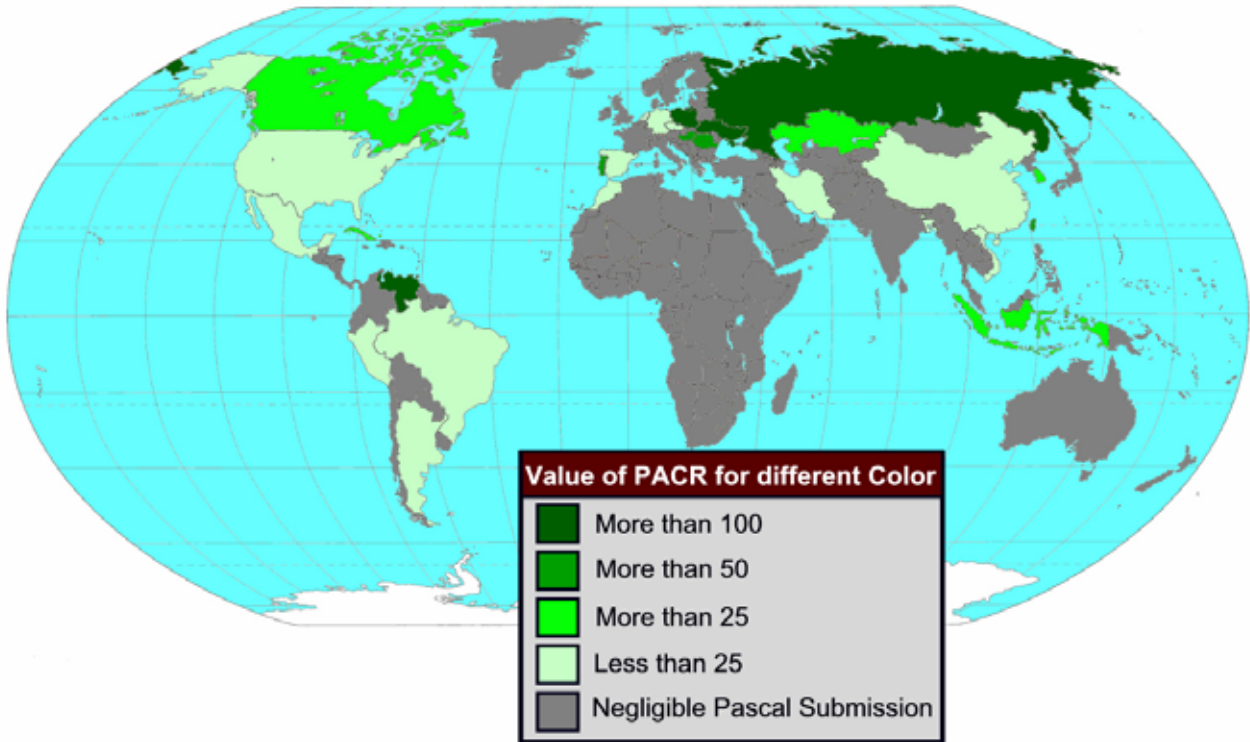 Value of PACR for different Color
More than 100
More than 50
More than 25
Less than 25
Negligible Pascal Submission